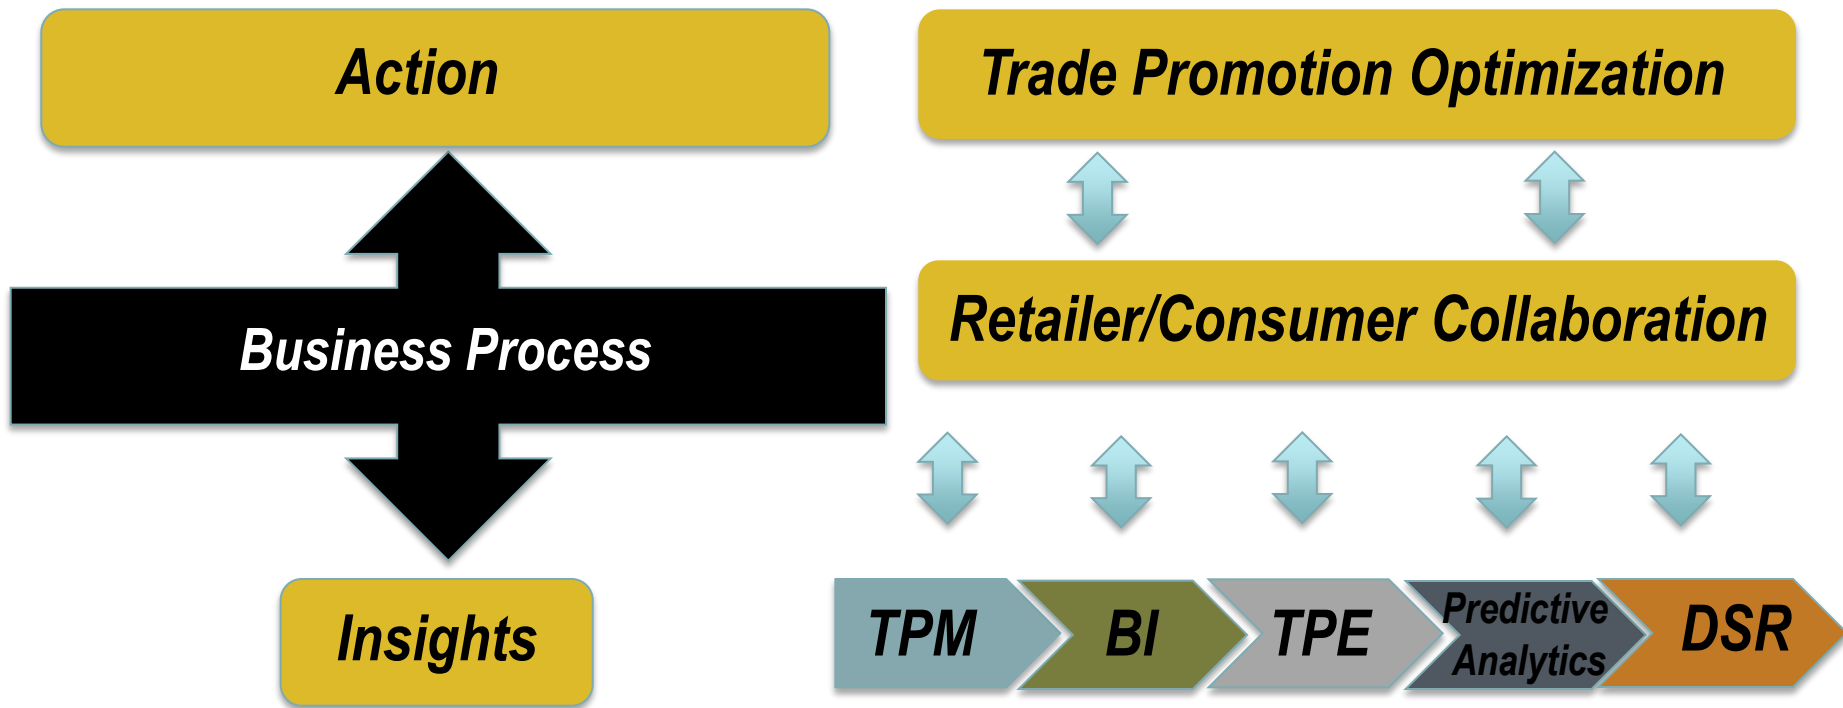 Action
Trade Promotion Optimization
Business Process
Retailer/Consumer Collaboration
Insights
TPM
BI
TPE
Predictive
Analytics
DSR